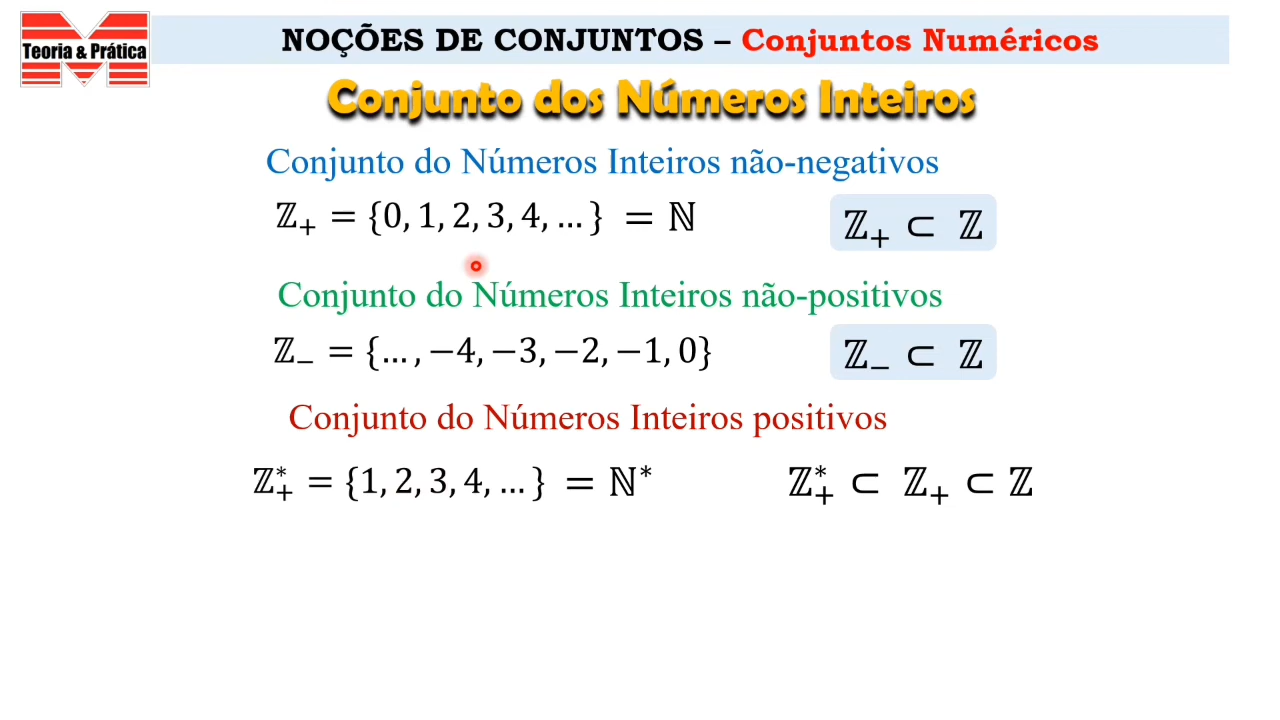 Teoria & Prática
NOÇÕES DE CONJUNTOS – Conjuntos Numéricos
Conjunto dos Números Inteiros
Conjunto do Números Inteiros não-negativos
ℤ₊ = {0, 1, 2, 3, 4, … } = ℕ
ℤ₊ ⊂ ℤ
Conjunto do Números Inteiros não-positivos
ℤ₋ = {… , −4, −3, −2, −1, 0}
ℤ₋ ⊂ ℤ
Conjunto do Números Inteiros positivos
ℤ₊* = {1, 2, 3, 4, … } = ℕ*
ℤ₊* ⊂ ℤ₊ ⊂ ℤ